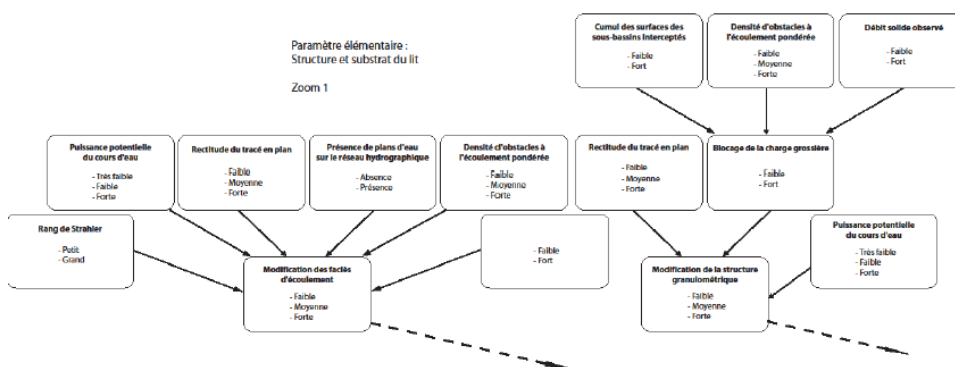 Paramètre élémentaire :
Structure et substrat du lit
Zoom 1
Cumul des surfaces des
sous-bassins interceptés
- Faible
- Fort
Densité d'obstacles à
l'écoulement pondérée
- Faible
- Moyenne
- Forte
Débit solide observé
- Faible
- Fort
Puissance potentielle
du cours d'eau
- Très faible
- Faible
- Forte
Rectitude du tracé en plan
- Faible
- Moyenne
- Forte
Présence de plans d'eau
sur le réseau hydrographique
- Absence
- Présence
Densité d'obstacles à
l'écoulement pondérée
- Faible
- Moyenne
- Forte
Rectitude du tracé en plan
- Faible
- Moyenne
- Forte
Blocage de la charge grossière
- Faible
- Fort
Rang de Strahler
- Petit
- Grand
Modification des faciès
d'écoulement
- Faible
- Moyenne
- Forte
- Faible
- Fort
Modification de la structure
granulométrique
- Faible
- Moyenne
- Forte
Puissance potentielle
du cours d'eau
- Très faible
- Faible
- Forte